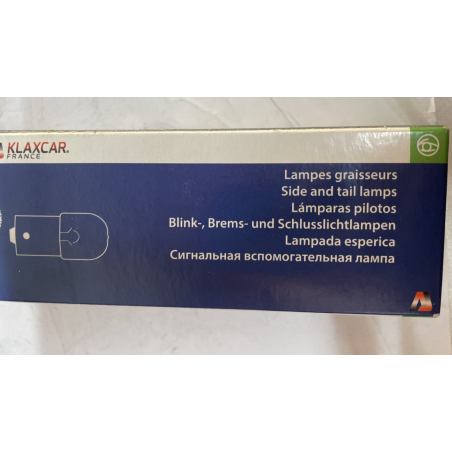 KLAXCAR®
FRANCE
Lampes graisseurs
Side and tail lamps
Lámparas pilotos
Blink-, Brems- und Schlusslichtlampen
Lampada esperica
Сигнальная вспомогательная лампа